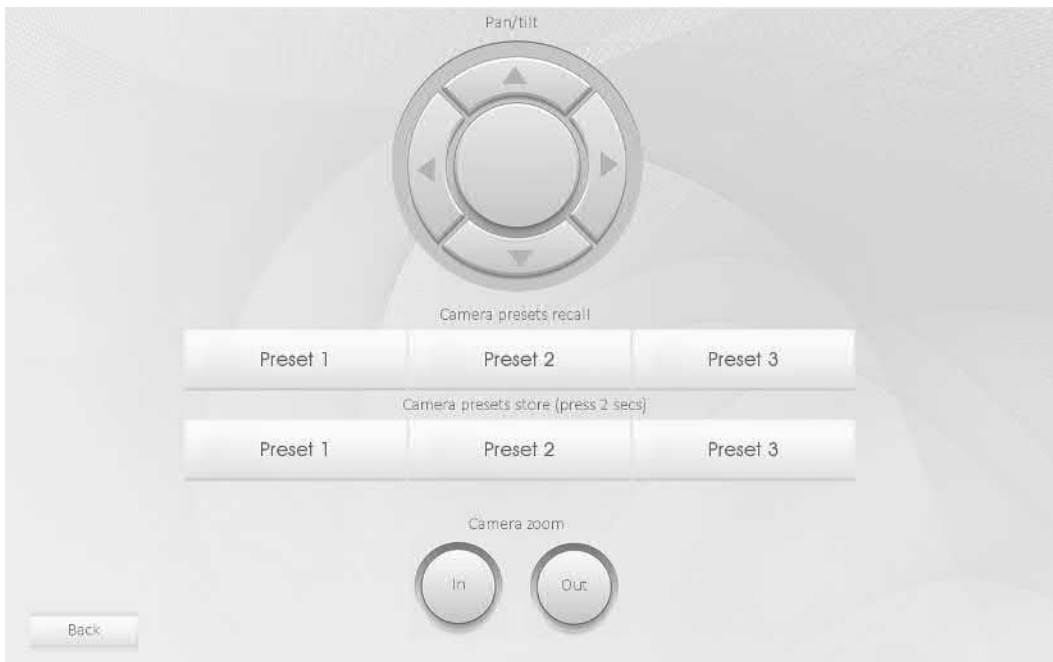 Pan/tilt
Camera presets recall
Preset 1 Preset 2 Preset 3
Camera presets store (press 2 secs)
Preset 1 Preset 2 Preset 3
Camera zoom
In Out
Back